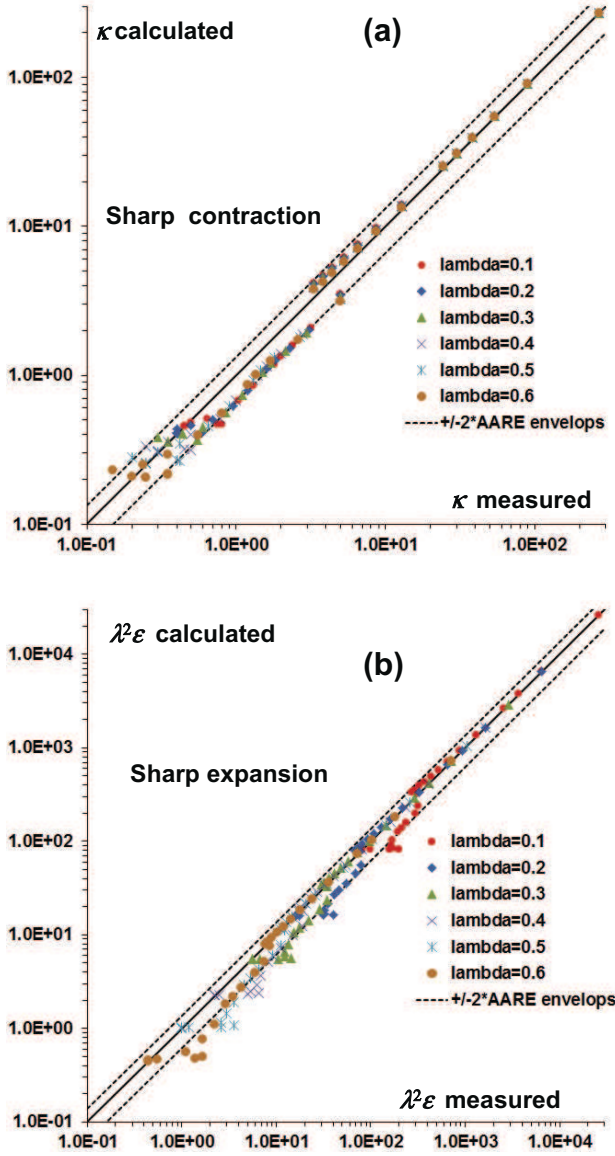 κ calculated
(a)
1.0E+02
1.0E+01
Sharp contraction
lambda=0.1
lambda=0.2
lambda=0.3
1.0E+00
lambda=0.4
lambda=0.5
lambda=0.6
+/-2*AARE envelops
κ measured
1.0E-01
1.0E-01 1.0E+00 1.0E+01 1.0E+02
λ²ε calculated
1.0E+04
(b)
1.0E+03
Sharp expansion
1.0E+02
lambda=0.1
lambda=0.2
lambda=0.3
1.0E+01
lambda=0.4
lambda=0.5
lambda=0.6
1.0E+00
+/-2*AARE envelops
λ²ε measured
1.0E-01
1.0E-01 1.0E+00 1.0E+01 1.0E+02 1.0E+03 1.0E+04